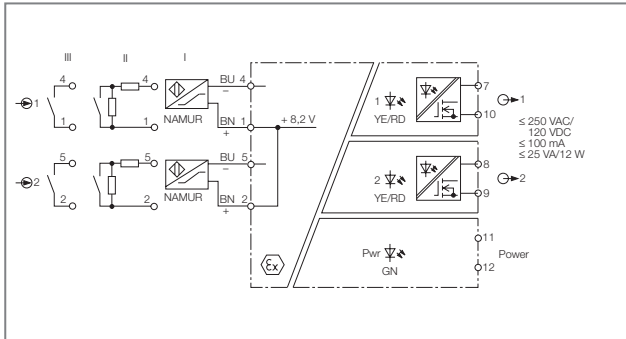 III II I
1 4 1 4 1 BU 4 – NAMUR BN 1 +
+ 8,2 V
1 YE/RD 7 10 1
≤ 250 VAC/
120 VDC
≤ 100 mA
≤ 25 VA/12 W
2 5 2 5 2 BU 5 – NAMUR BN 2 +
2 YE/RD 8 9 2
Ex
Pwr GN 11 12 Power